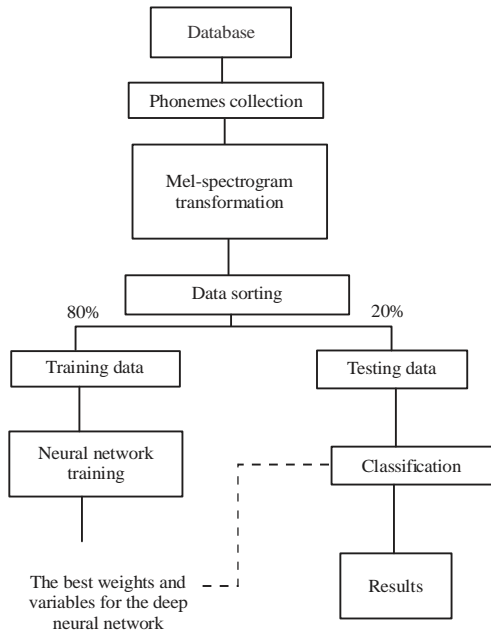 Database
Phonemes collection
Mel-spectrogram
transformation
Data sorting
80%
20%
Training data
Testing data
Neural network
training
Classification
The best weights and
variables for the deep
neural network
Results